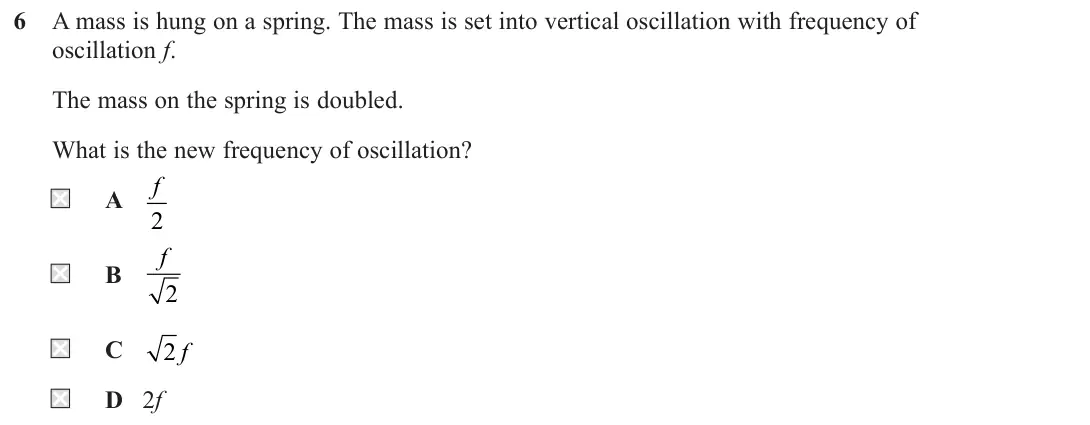 6 A mass is hung on a spring. The mass is set into vertical oscillation with frequency of
oscillation f.
The mass on the spring is doubled.
What is the new frequency of oscillation?
A f/2
B f/√2
C √2f
D 2f